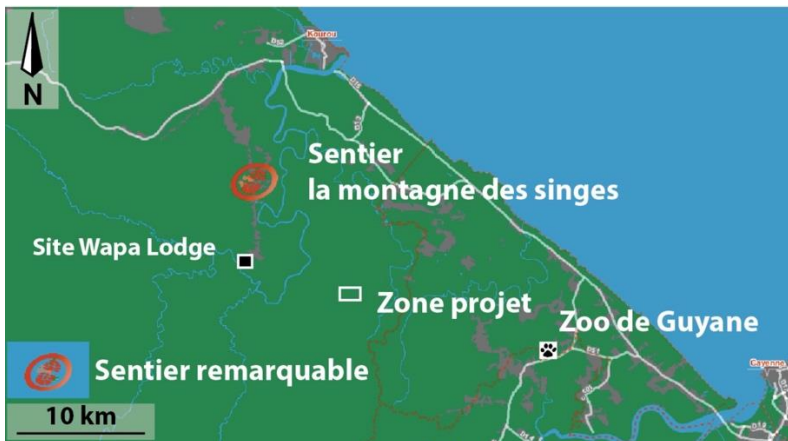 Kourou
N
Sentier
la montagne des singes
Site Wapa Lodge
Zone projet
Zoo de Guyane
Sentier remarquable
Cayenne
10 km